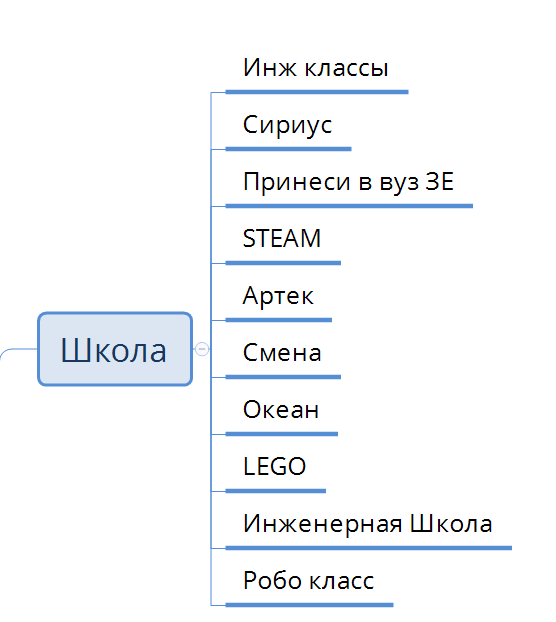 Инж классы
Сириус
Принеси в вуз ЗЕ
STEAM
Артек
Школа
Смена
Океан
LEGO
Инженерная Школа
Робо класс